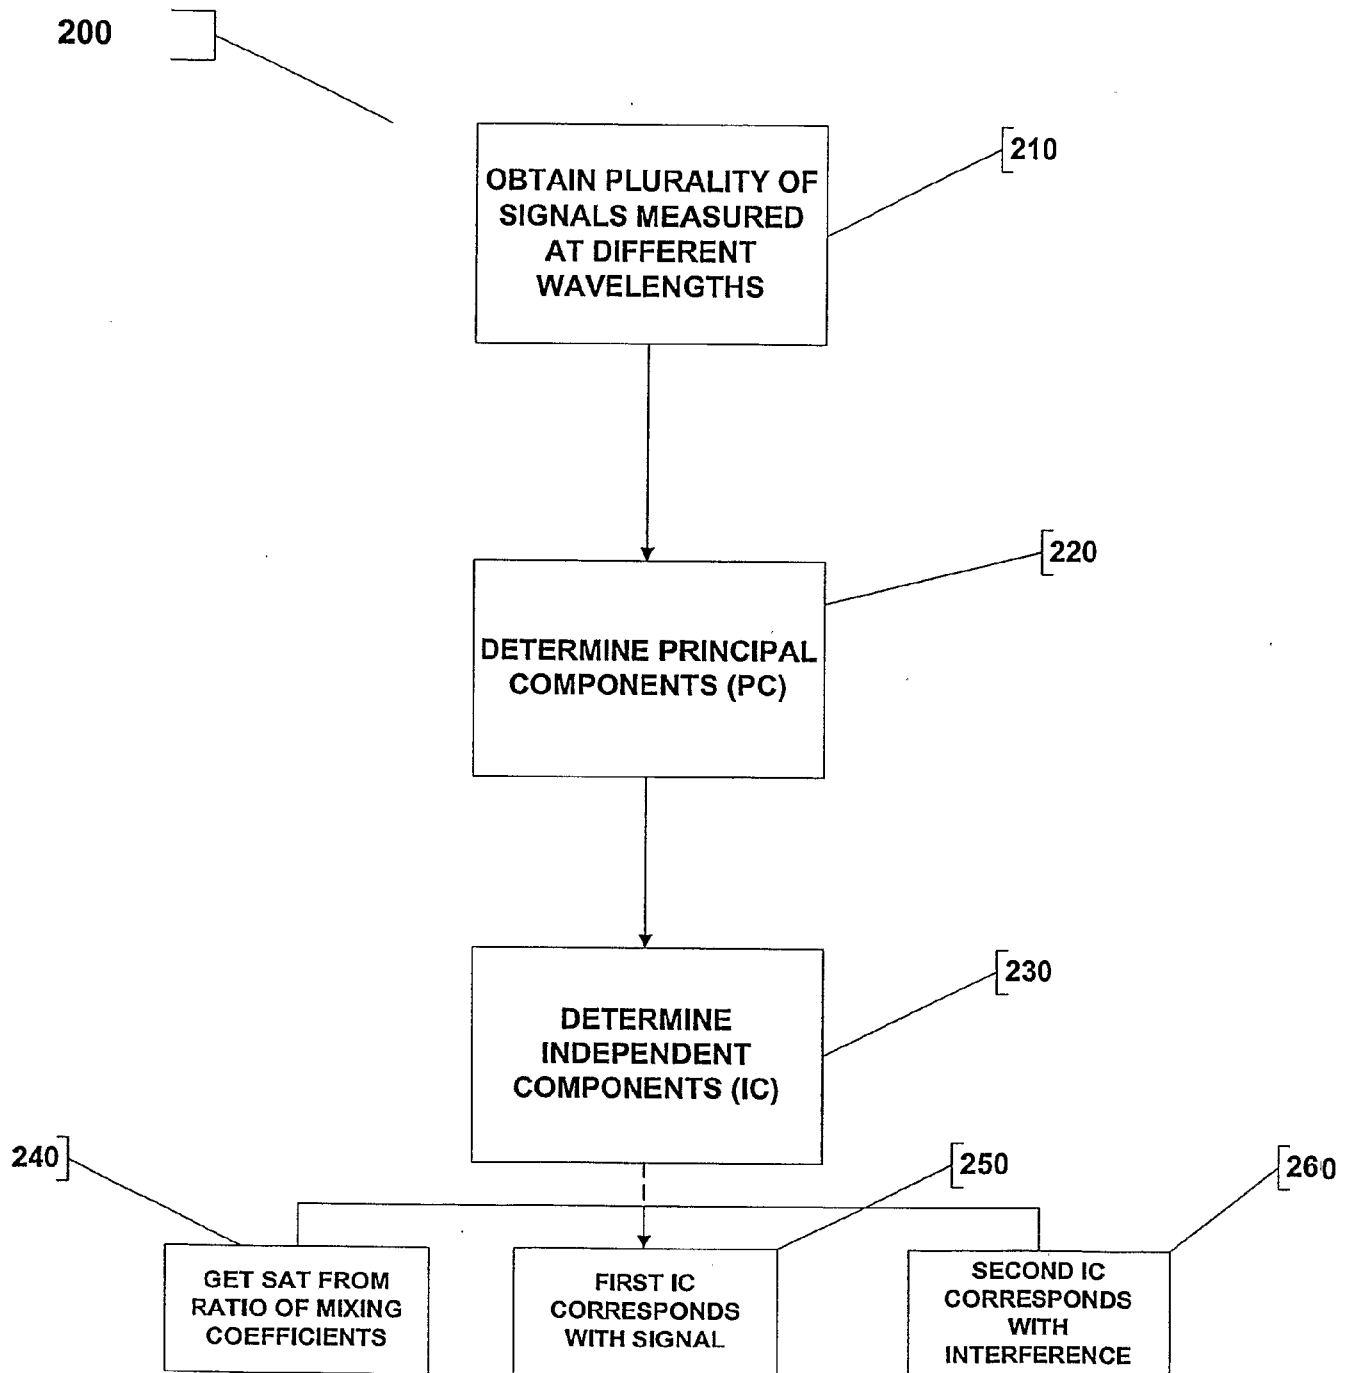 200
210
OBTAIN PLURALITY OF
SIGNALS MEASURED
AT DIFFERENT
WAVELENGTHS
220
DETERMINE PRINCIPAL
COMPONENTS (PC)
230
DETERMINE
INDEPENDENT
COMPONENTS (IC)
240
250
260
GET SAT FROM
RATIO OF MIXING
COEFFICIENTS
FIRST IC
CORRESPONDS
WITH SIGNAL
SECOND IC
CORRESPONDS
WITH
INTERFERENCE